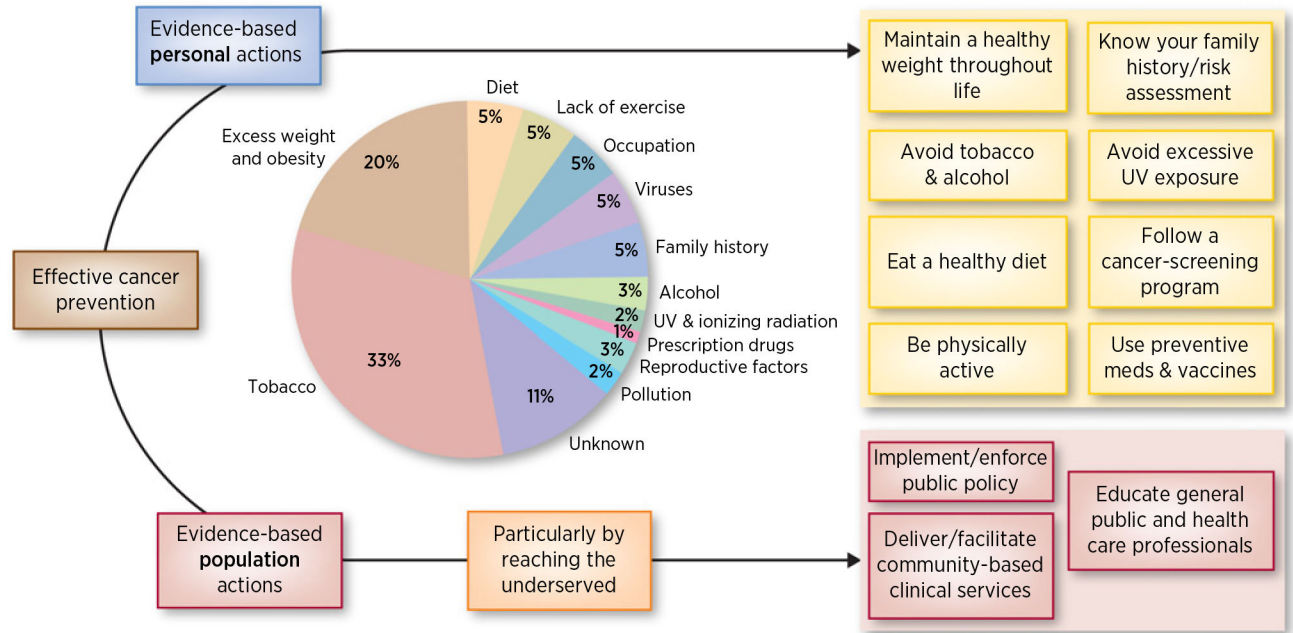 Evidence-based
personal actions
Effective cancer
prevention
Evidence-based
population
actions
Particularly by
reaching the
underserved
Diet
5%
Lack of exercise
5%
Occupation
5%
Viruses
5%
Family history
5%
Alcohol
3%
UV & ionizing radiation
2%
Prescription drugs
1%
Reproductive factors
3%
Pollution
2%
Unknown
11%
Tobacco
33%
Excess weight
and obesity
20%
Maintain a healthy
weight throughout
life
Know your family
history/risk
assessment
Avoid tobacco
& alcohol
Avoid excessive
UV exposure
Eat a healthy diet
Follow a
cancer-screening
program
Be physically
active
Use preventive
meds & vaccines
Implement/enforce
public policy
Educate general
public and health
care professionals
Deliver/facilitate
community-based
clinical services